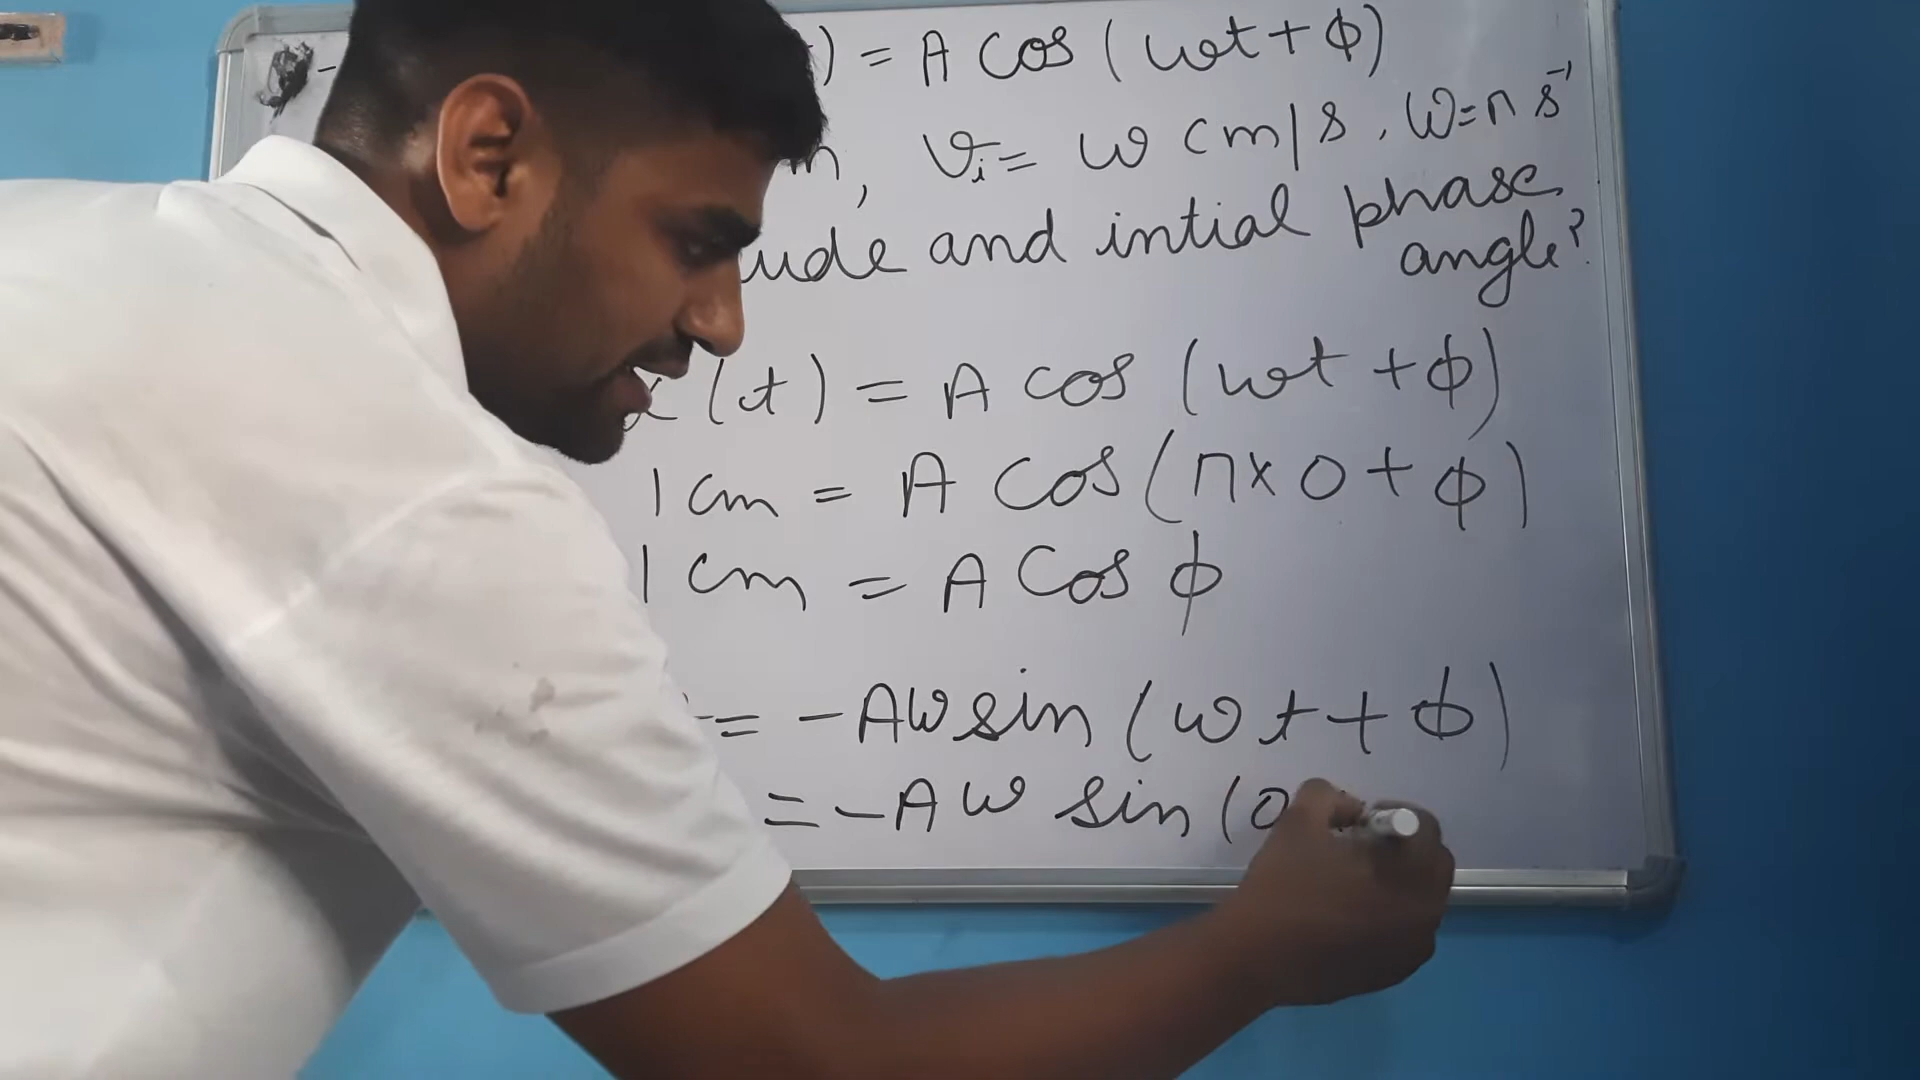 ) = A Cos (ωt + ϕ)
m, vᵢ = ω cm/s, ω = π s⁻¹
ude and intial phase
angle?
x(t) = A cos (ωt + ϕ)
1 cm = A Cos (π × 0 + ϕ)
1 cm = A Cos ϕ
= -Aω sin (ωt + ϕ)
= -Aω sin (0